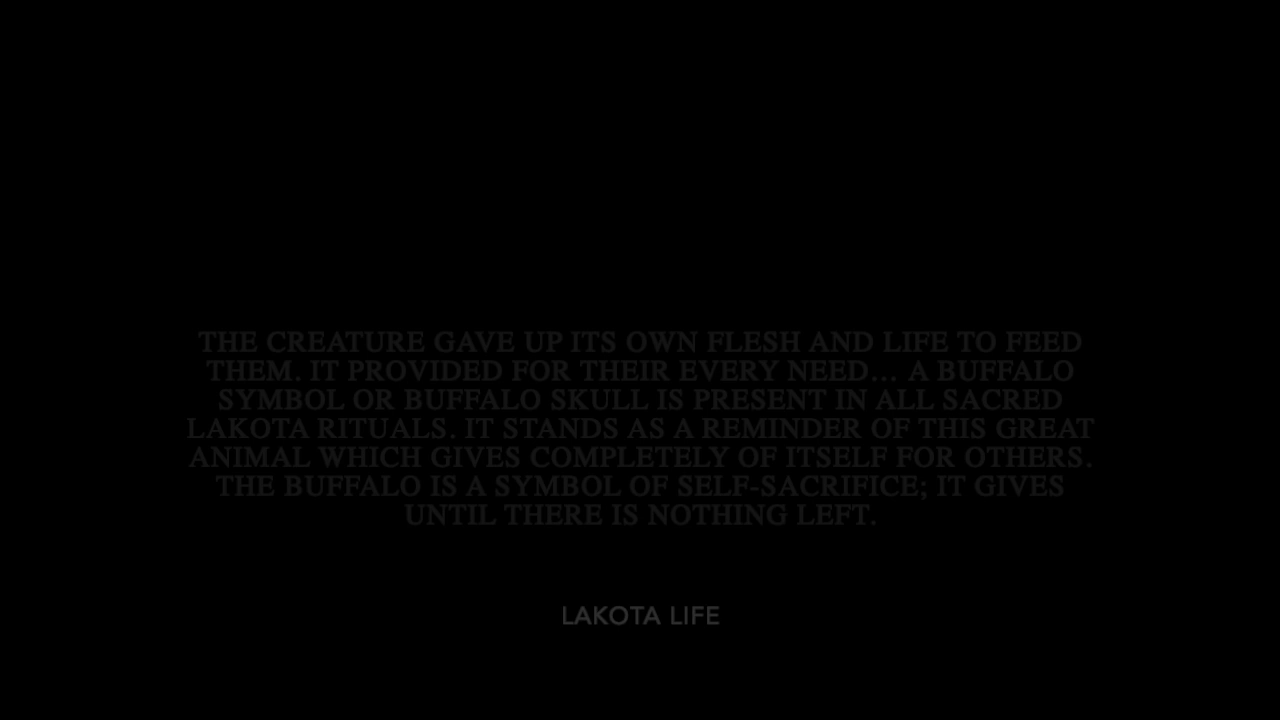 THE CREATURE GAVE UP ITS OWN FLESH AND LIFE TO FEED
THEM. IT PROVIDED FOR THEIR EVERY NEED... A BUFFALO
SYMBOL OR BUFFALO SKULL IS PRESENT IN ALL SACRED
LAKOTA RITUALS. IT STANDS AS A REMINDER OF THIS GREAT
ANIMAL WHICH GIVES COMPLETELY OF ITSELF FOR OTHERS.
THE BUFFALO IS A SYMBOL OF SELF-SACRIFICE; IT GIVES
UNTIL THERE IS NOTHING LEFT.
LAKOTA LIFE